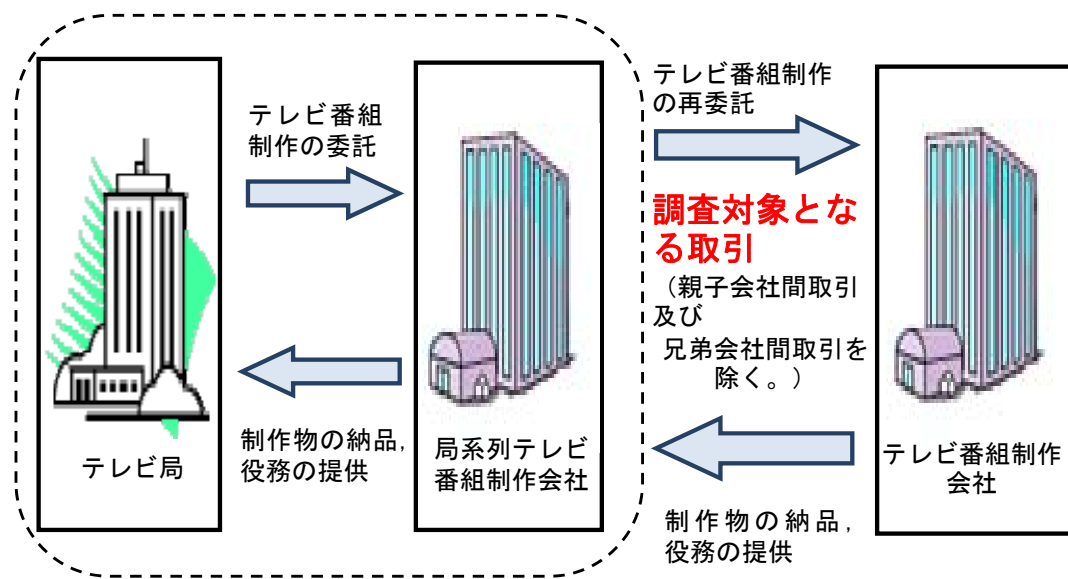 テレビ番組
制作の委託
テレビ番組制作
の再委託
調査対象とな
る取引
（親子会社間取引
及び
兄弟会社間取引を
除く。）
制作物の納品，
役務の提供
テレビ局
局系列テレビ
番組制作会社
テレビ番組制作
会社
制作物の納品，
役務の提供